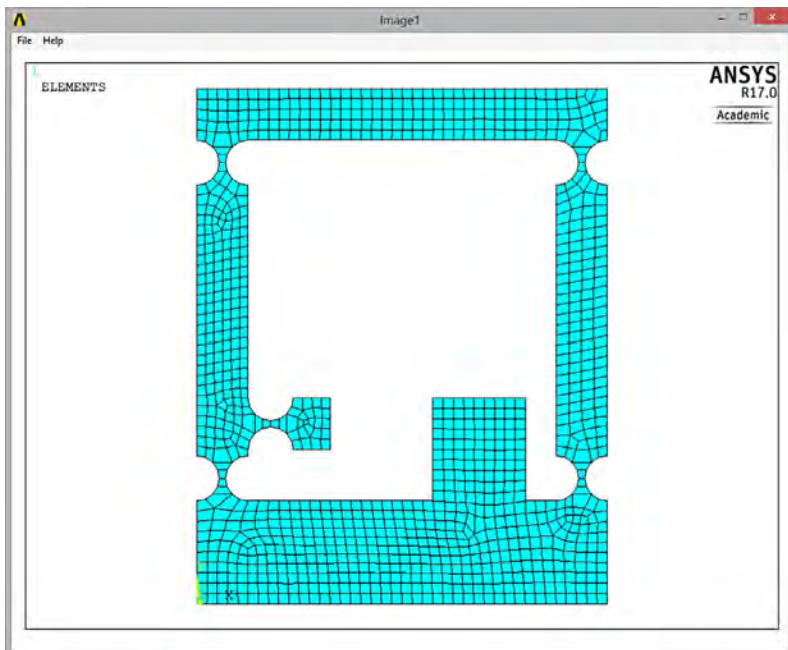 Image1
File Help
1
ELEMENTS
ANSYS
R17.0
Academic
X